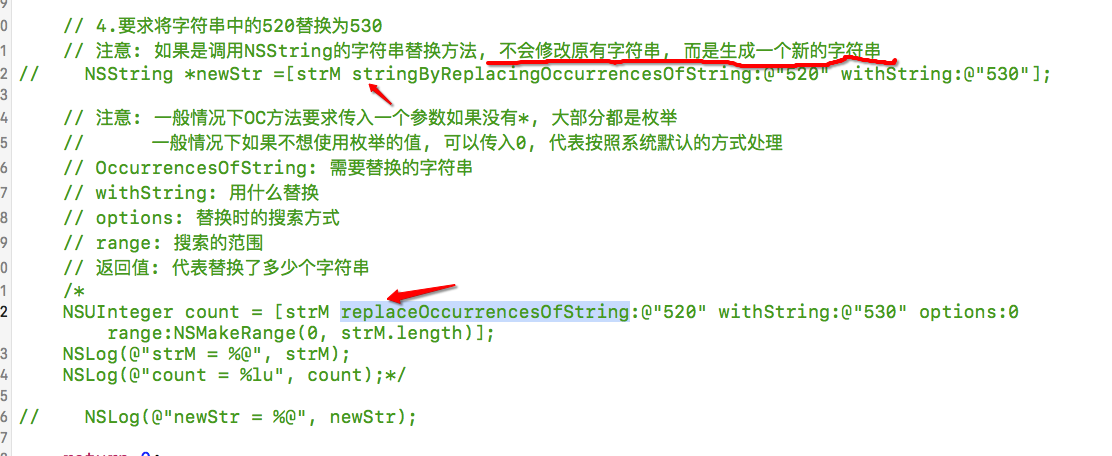 9
0 // 4.要求将字符串中的520替换为530
1 // 注意: 如果是调用NSString的字符串替换方法, 不会修改原有字符串, 而是生成一个新的字符串
2 // NSString *newStr =[strM stringByReplacingOccurrencesOfString:@"520" withString:@"530"];
3
4 // 注意: 一般情况下OC方法要求传入一个参数如果没有*, 大部分都是枚举
5 // 一般情况下如果不想使用枚举的值, 可以传入0, 代表按照系统默认的方式处理
6 // OccurrencesOfString: 需要替换的字符串
7 // withString: 用什么替换
8 // options: 替换时的搜索方式
9 // range: 搜索的范围
0 // 返回值: 代表替换了多少个字符串
1 /*
2 NSUInteger count = [strM replaceOccurrencesOfString:@"520" withString:@"530" options:0
range:NSMakeRange(0, strM.length)];
3 NSLog(@"strM = %@", strM);
4 NSLog(@"count = %lu", count);*/
5
6 // NSLog(@"newStr = %@", newStr);
7
return 0;